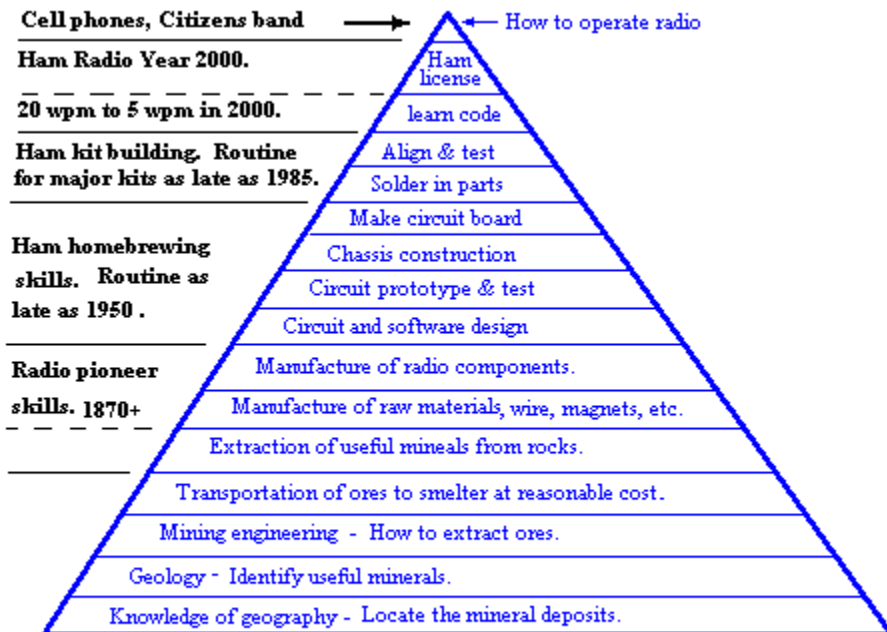 Cell phones, Citizens band
How to operate radio
Ham Radio Year 2000.
Ham
license
20 wpm to 5 wpm in 2000.
learn code
Ham kit building. Routine
for major kits as late as 1985.
Align & test
Solder in parts
Make circuit board
Ham homebrewing
skills. Routine as
late as 1950 .
Chassis construction
Circuit prototype & test
Circuit and software design
Radio pioneer
skills. 1870+
Manufacture of radio components.
Manufacture of raw materials, wire, magnets, etc.
Extraction of useful mineals from rocks.
Transportation of ores to smelter at reasonable cost.
Mining engineering - How to extract ores.
Geology - Identify useful minerals.
Knowledge of geography - Locate the mineral deposits.